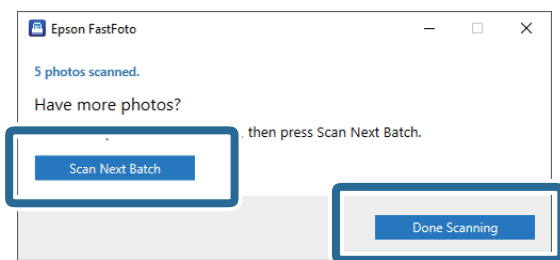 Epson FastFoto
5 photos scanned.
Have more photos?
, then press Scan Next Batch.
Scan Next Batch
Done Scanning